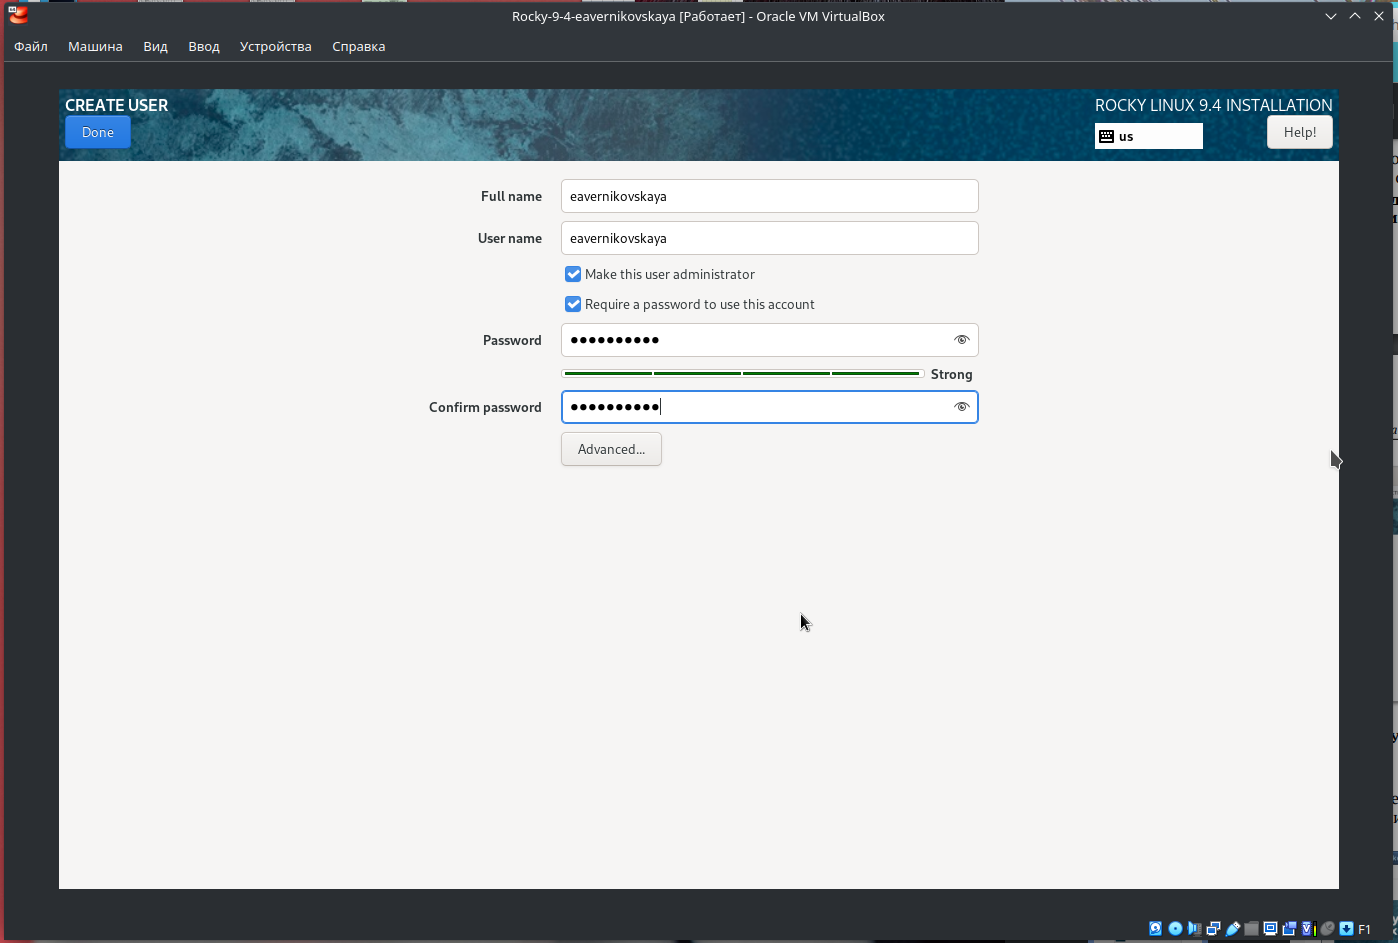 Rocky-9-4-eavernikovskaya [Работает] - Oracle VM VirtualBox
Файл Машина Вид Ввод Устройства Справка
CREATE USER
ROCKY LINUX 9.4 INSTALLATION
Done
us
Help!
Full name
eavernikovskaya
User name
eavernikovskaya
Make this user administrator
Require a password to use this account
Password
●●●●●●●●●●
Strong
Confirm password
●●●●●●●●●●
Advanced...
F1